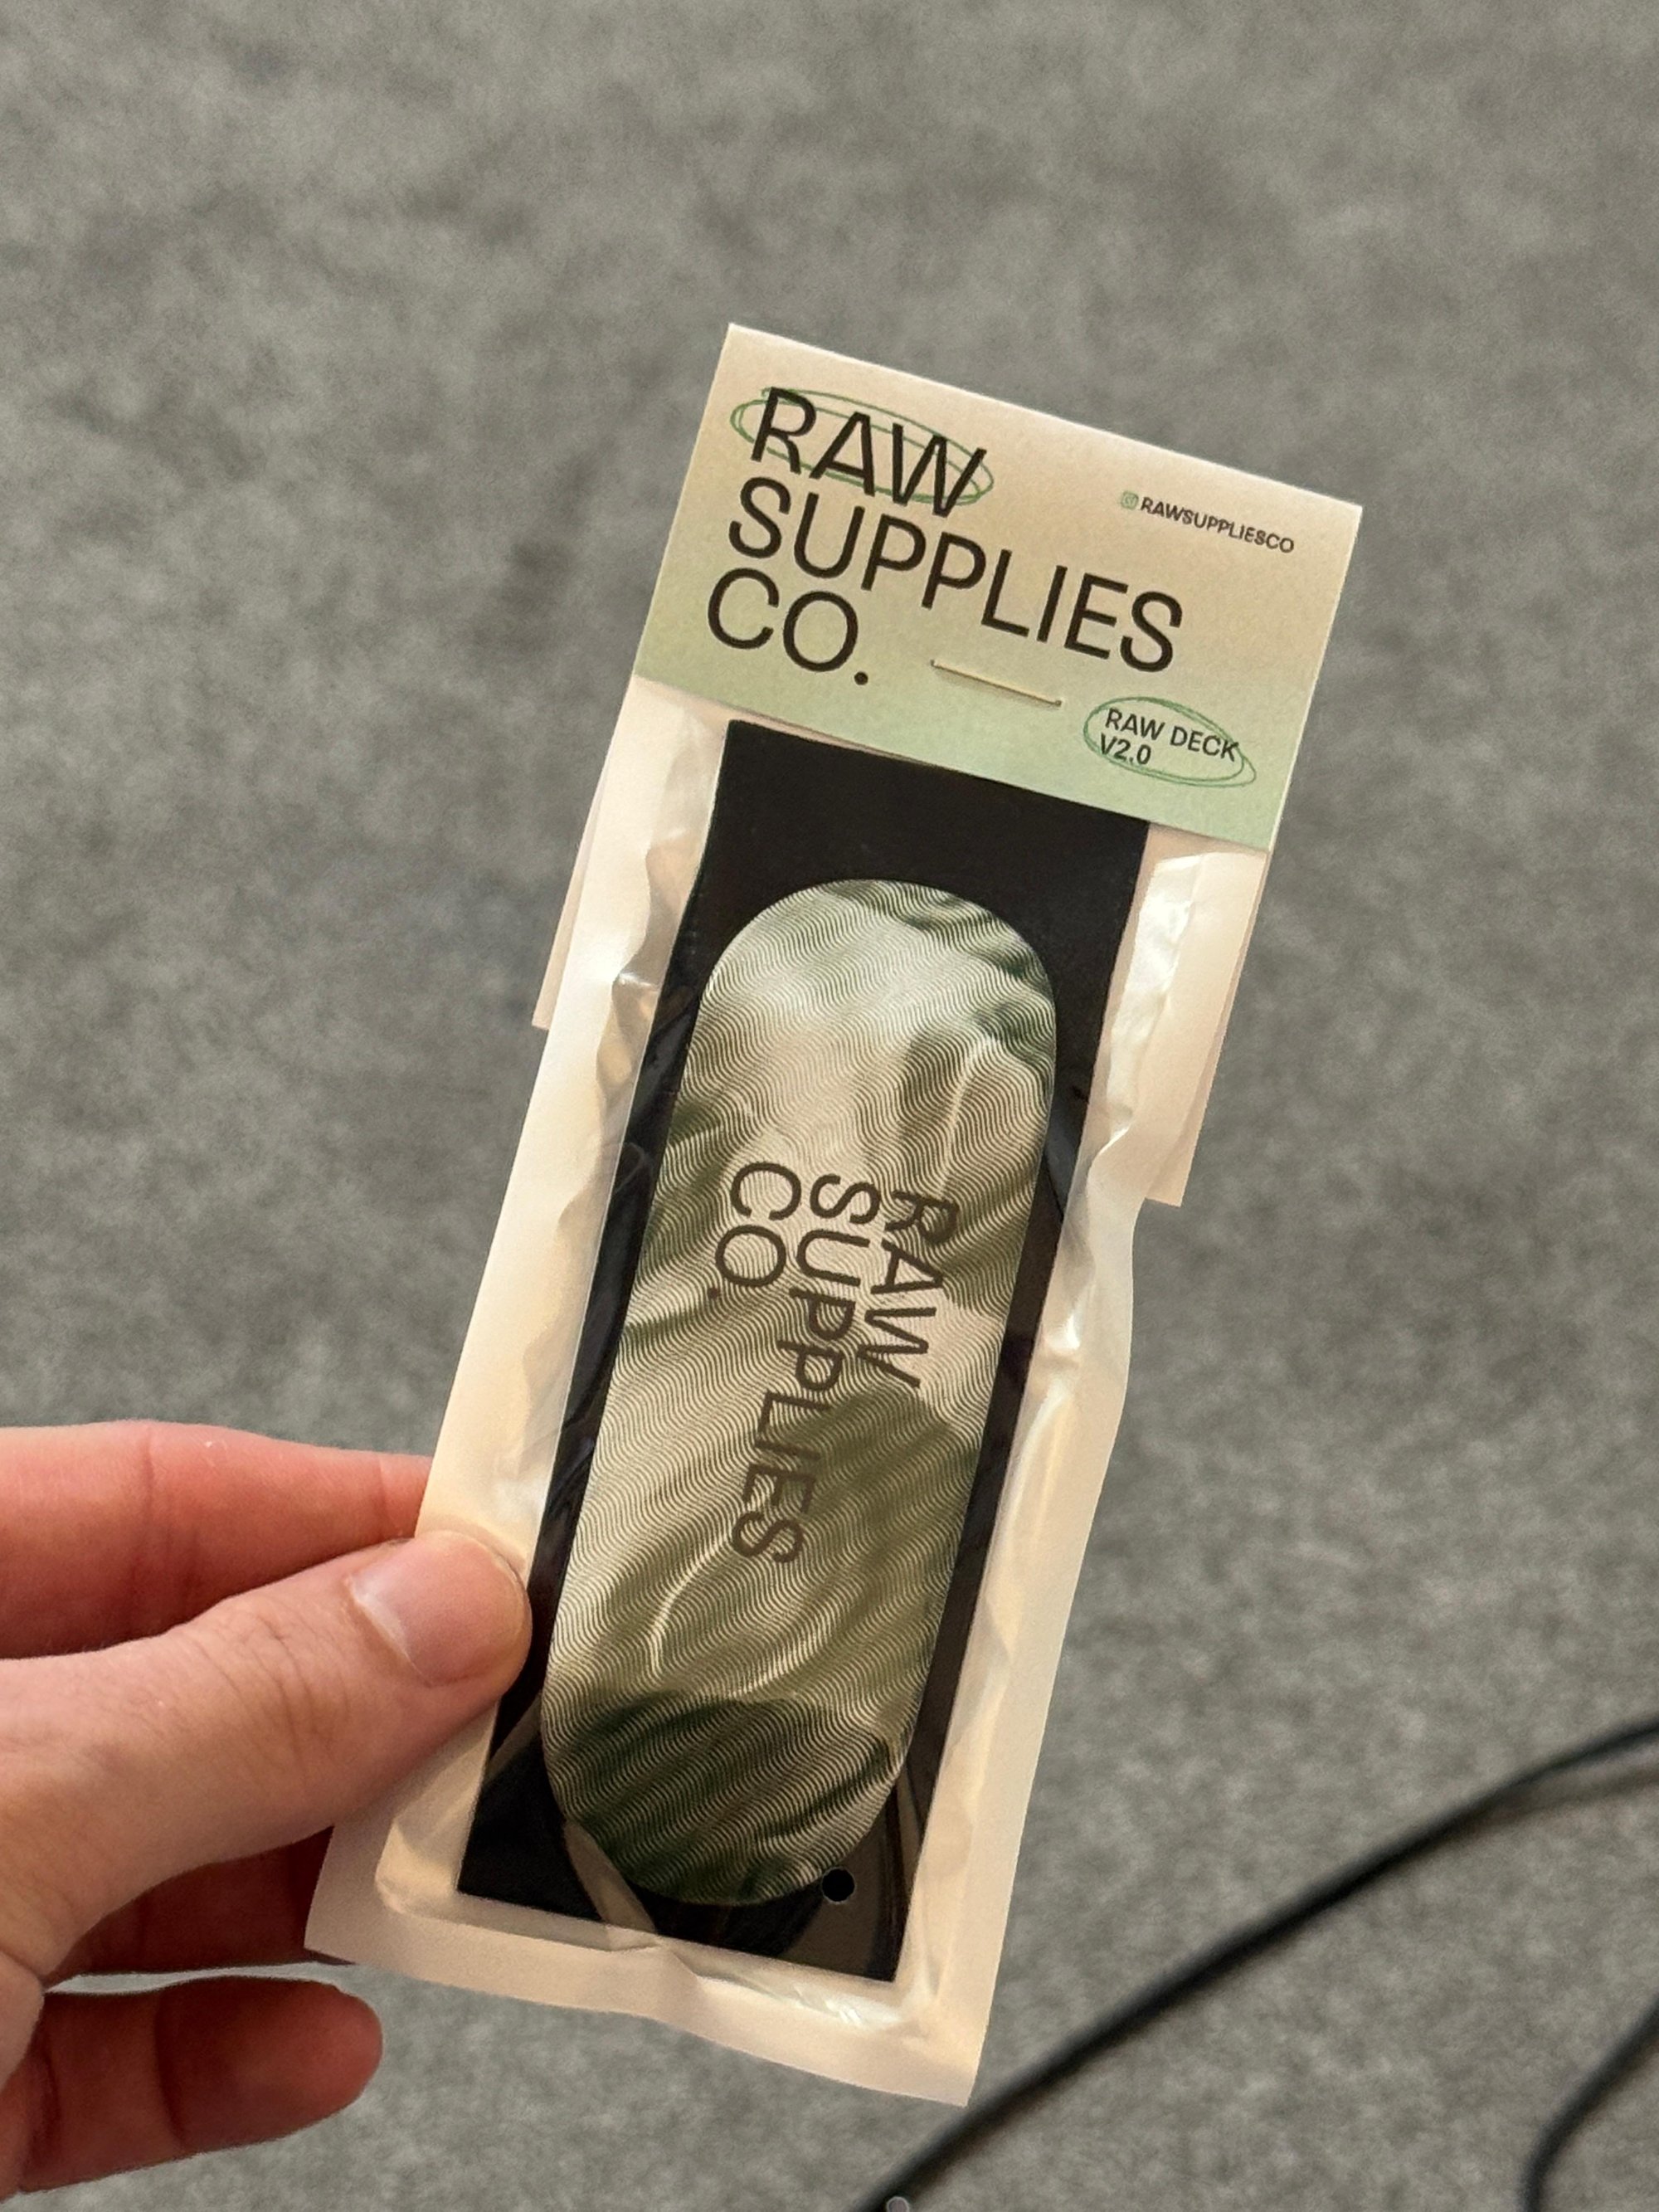 RAW
SUPPLIES
CO.
RAWSUPPLIESCO
RAW DECK
V2.0
RAW
SUPPLIES
CO.